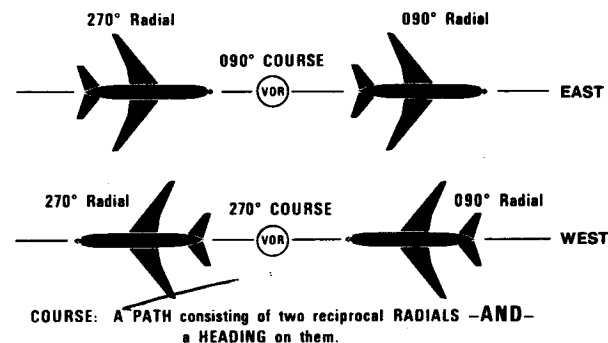 270° Radial
090° Radial
090° COURSE
VOR
EAST
270° Radial
270° COURSE
090° Radial
VOR
WEST
COURSE: A PATH consisting of two reciprocal RADIALS –AND–
a HEADING on them.